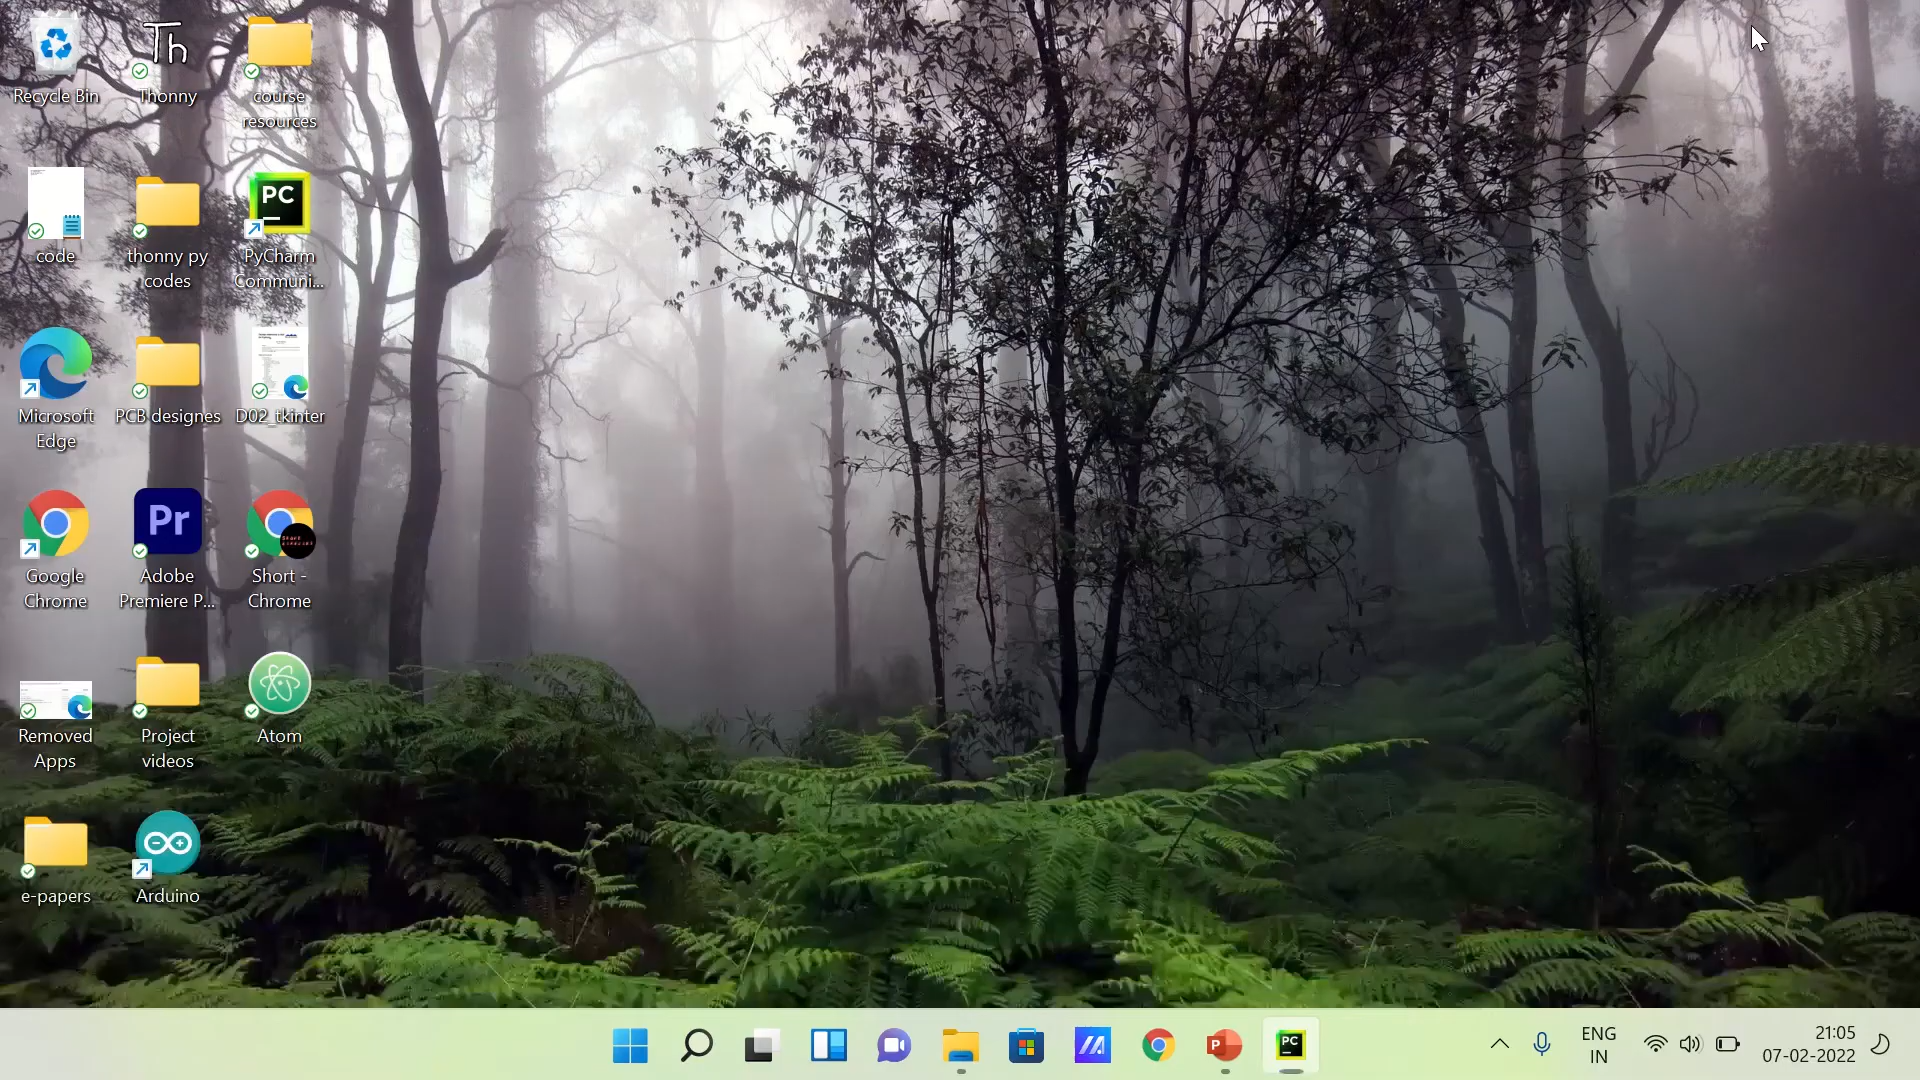 Recycle Bin
Thonny
course
resources
code
thonny py
codes
PC
PyCharm
Communi...
Microsoft
Edge
PCB designes
D02_tkinter
Google
Chrome
Pr
Adobe
Premiere P...
Short -
Chrome
Removed
Apps
Project
videos
Atom
e-papers
Arduino
Th
P
PC
ENG
IN
21:05
07-02-2022